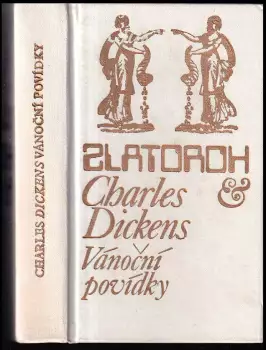 CHARLES DICKENS VÁNOČNÍ POVÍDKY
ZLATOROH
Charles &
Dickens
Vánoční
povídky